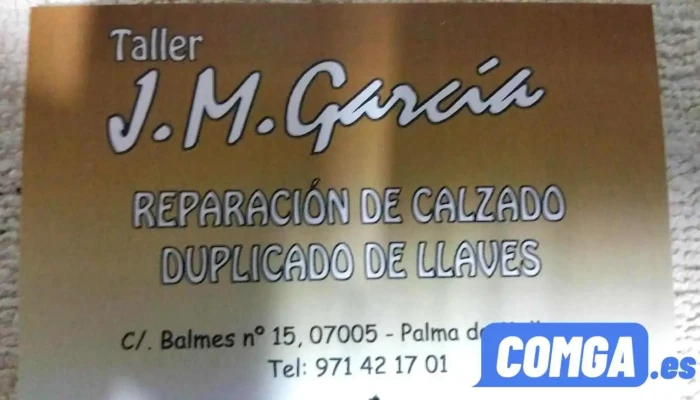 Taller
J.M. García
REPARACIÓN DE CALZADO
DUPLICADO DE LLAVES
C/. Balmes nº 15, 07005 - Palma de
Tel: 971 42 17 01
COMGA.es